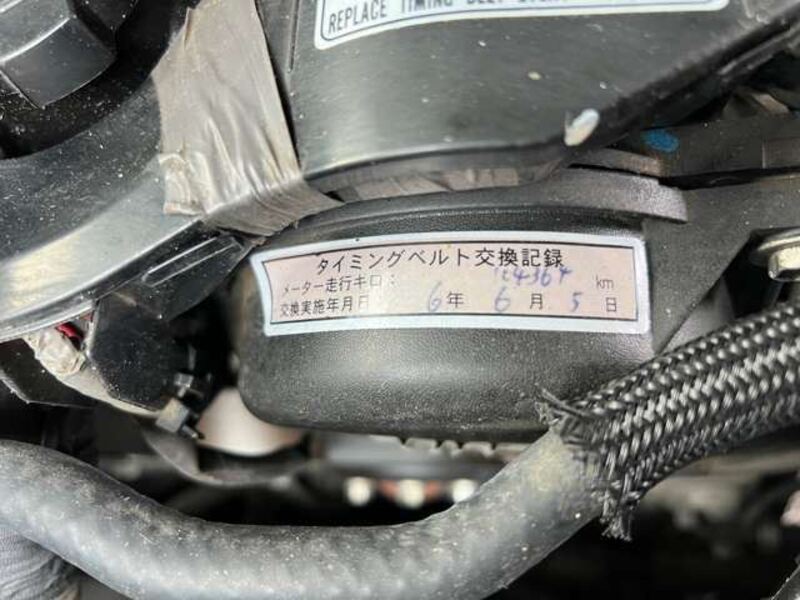 REPLACE TIMING BELT
タイミングベルト交換記録
メーター走行キロ: 124364 km
交換実施年月日 6年 6月 5日